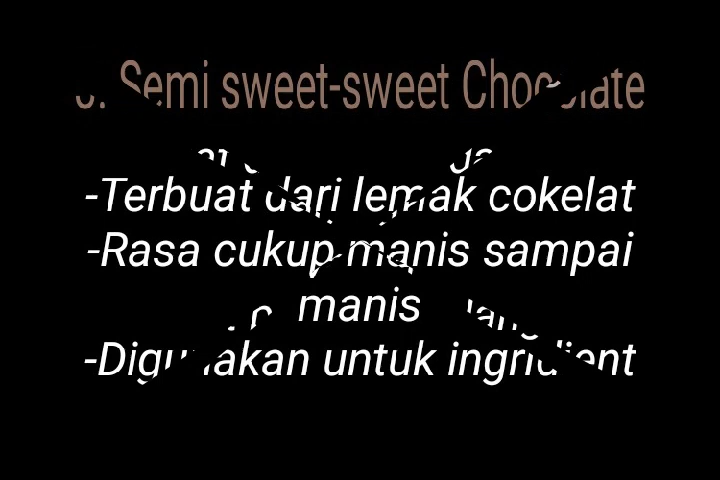 Semi sweet-sweet Chocolate
-Terbuat dari lemak cokelat
-Rasa cukup manis sampai
manis
-Digunakan untuk ingridient